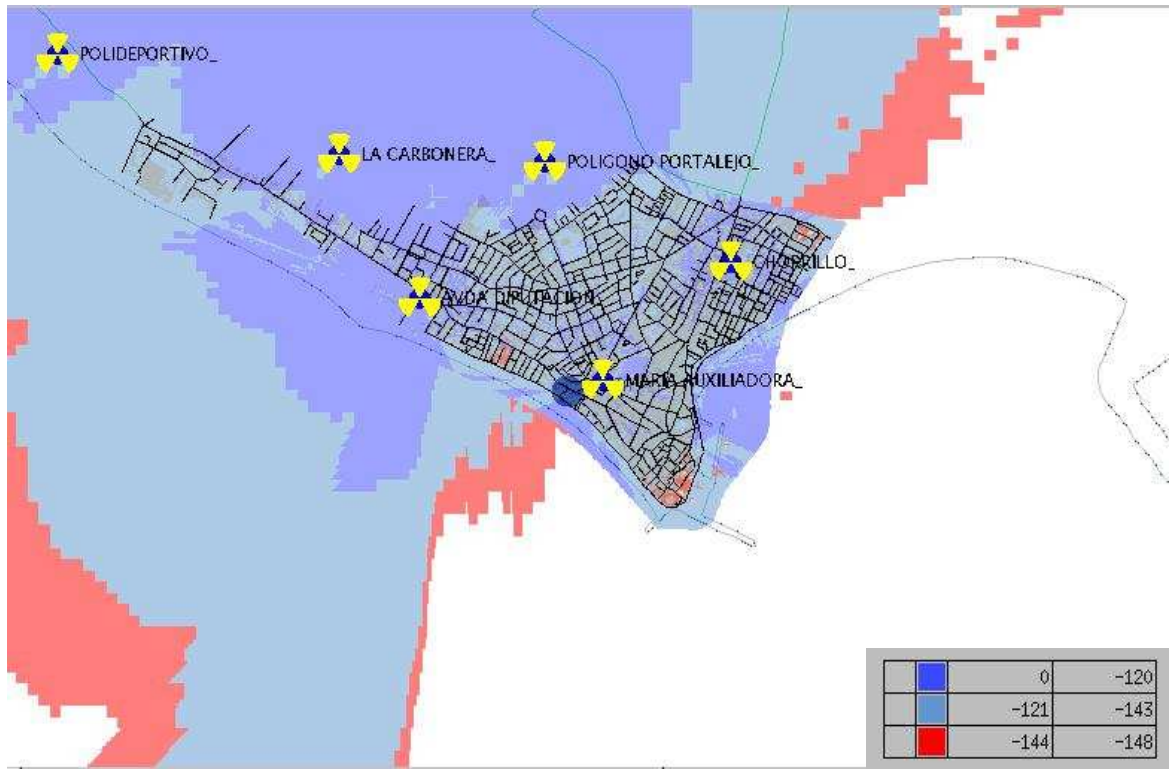 POLIDEPORTIVO_
LA CARBONERA_
POLIGONO PORTALEJO_
CHORRILLO_
AVDA DIPUTACION_
MARIA AUXILIADORA_
0 -120
-121 -143
-144 -148